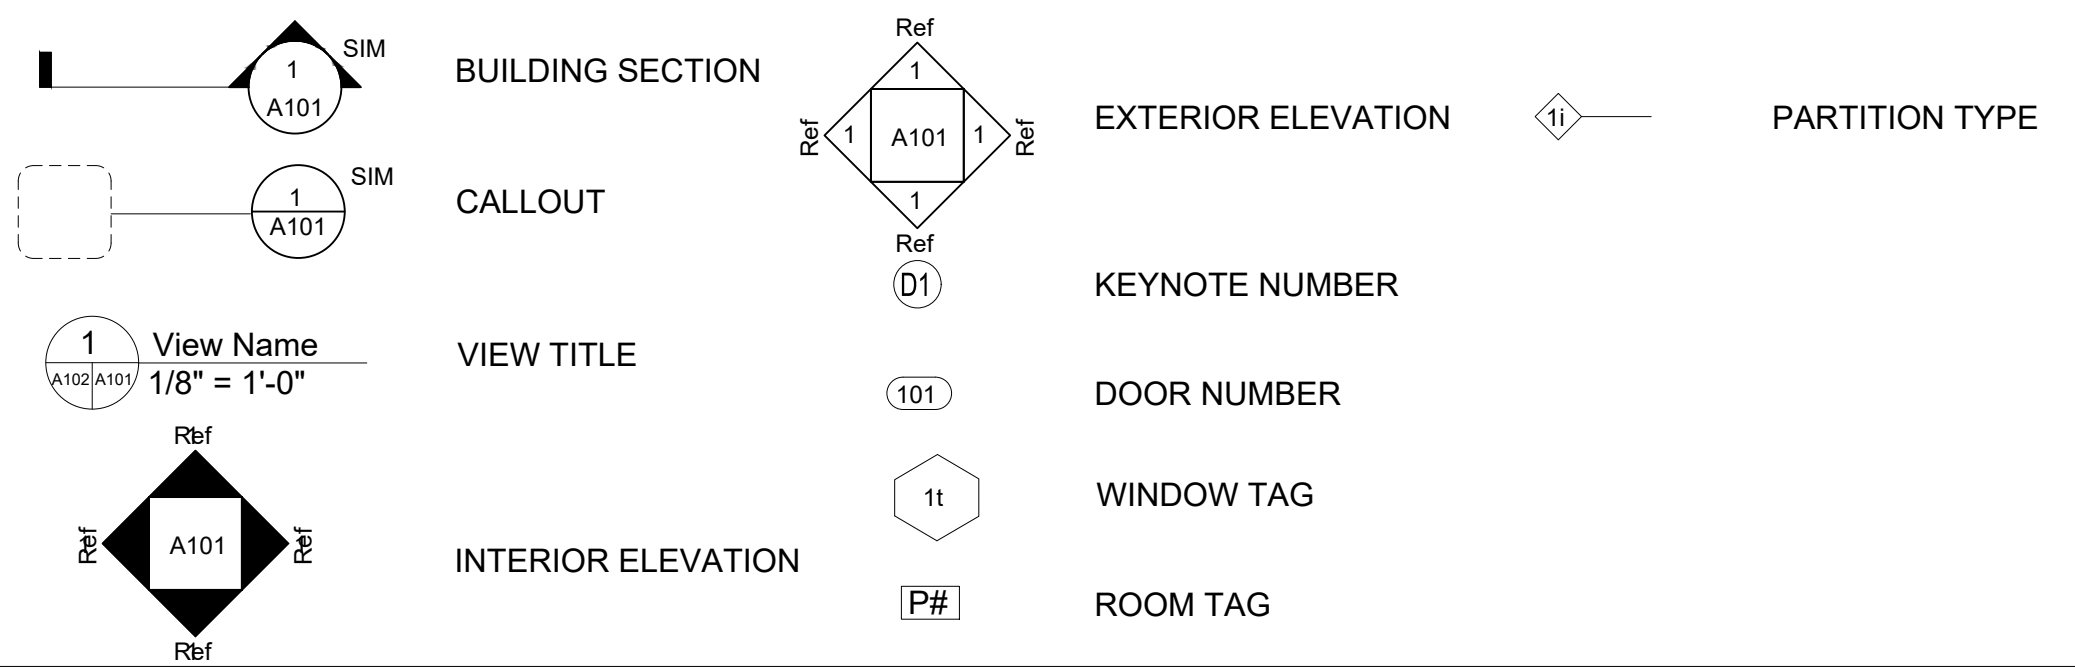 SIM
1
A101
BUILDING SECTION
SIM
1
A101
CALLOUT
1
View Name
A102 A101
1/8" = 1'-0"
VIEW TITLE
Ref
Ref
A101
Ref
Ref
INTERIOR ELEVATION
Ref
1
Ref
1
A101
1
Ref
1
Ref
EXTERIOR ELEVATION
D1
KEYNOTE NUMBER
101
DOOR NUMBER
1t
WINDOW TAG
P#
ROOM TAG
1i
PARTITION TYPE